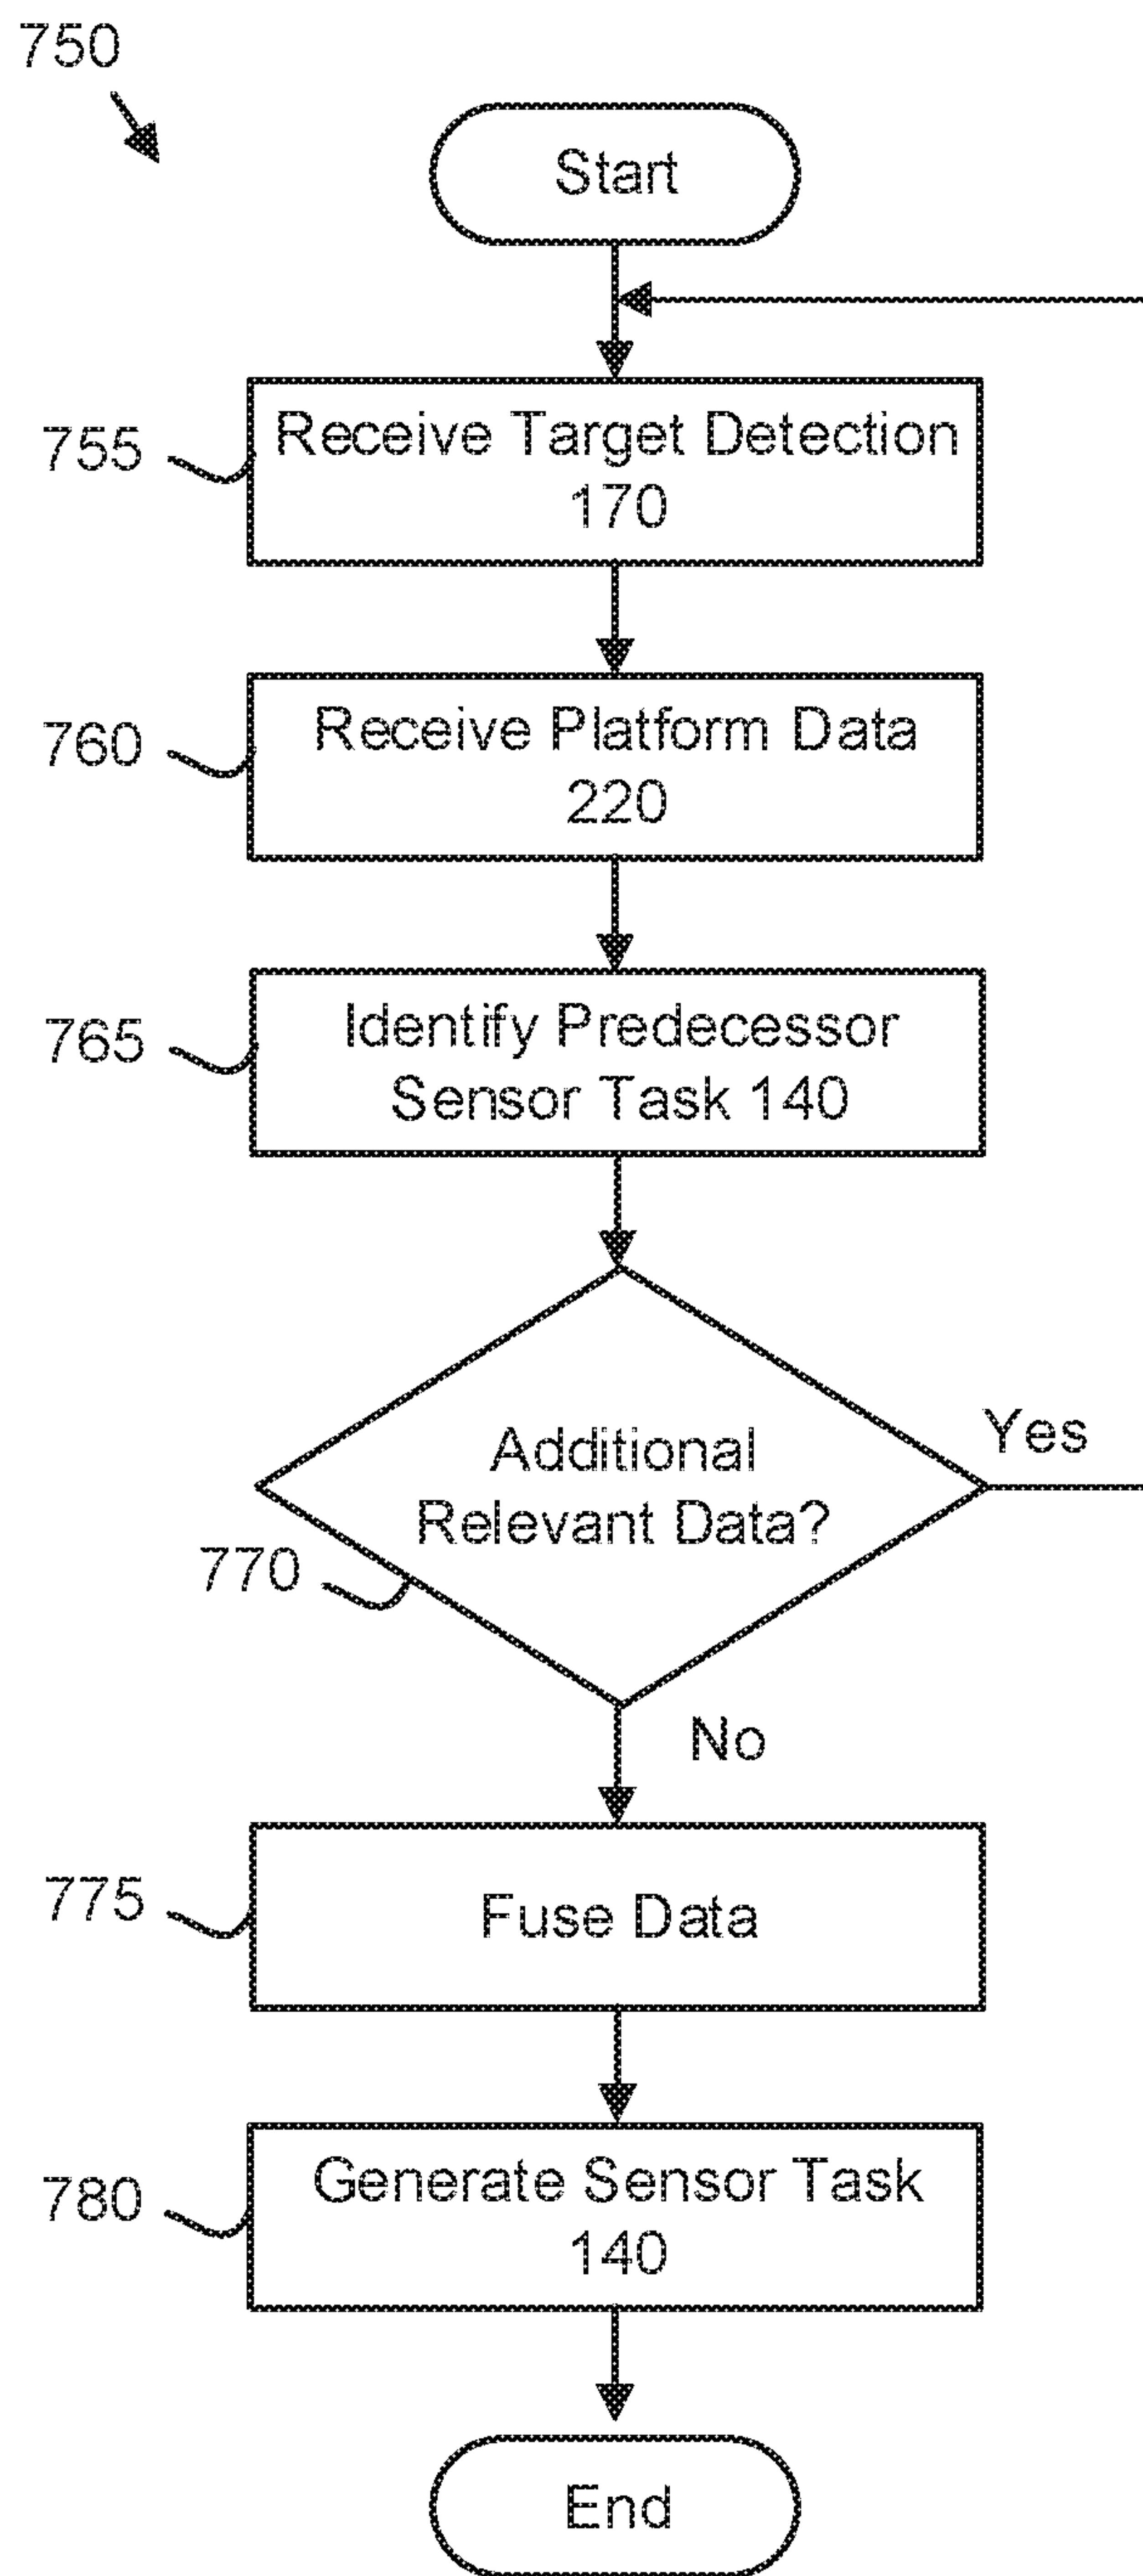 750
Start
755
Receive Target Detection
170
760
Receive Platform Data
220
765
Identify Predecessor
Sensor Task 140
Additional
Relevant Data?
Yes
770
No
775
Fuse Data
780
Generate Sensor Task
140
End